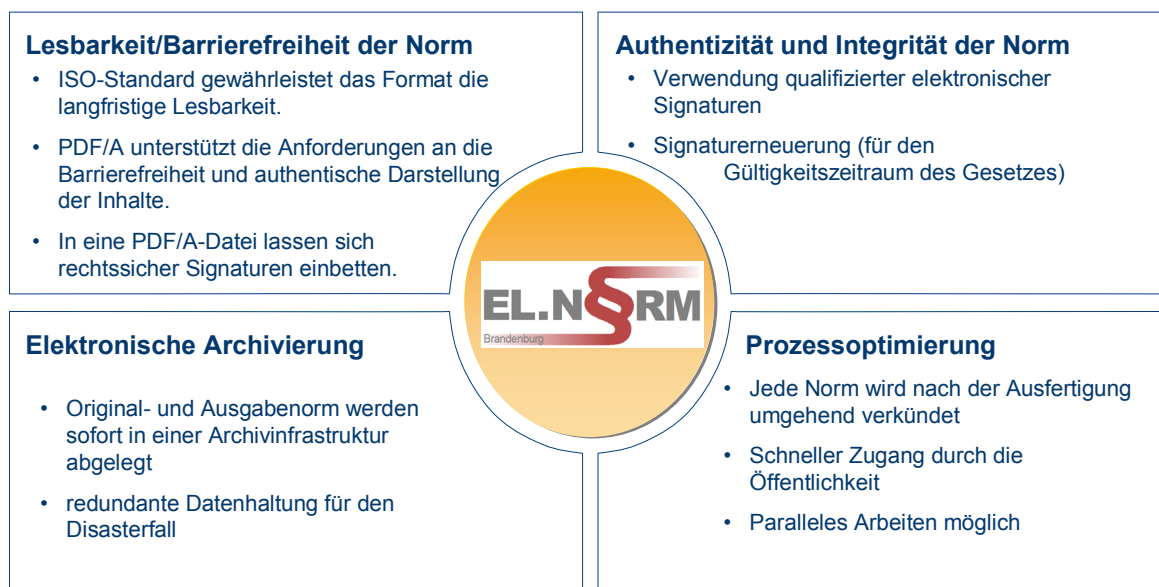 Lesbarkeit/Barrierefreiheit der Norm
• ISO-Standard gewährleistet das Format die
langfristige Lesbarkeit.
• PDF/A unterstützt die Anforderungen an die
Barrierefreiheit und authentische Darstellung
der Inhalte.
• In eine PDF/A-Datei lassen sich
rechtssicher Signaturen einbetten.
Authentizität und Integrität der Norm
• Verwendung qualifizierter elektronischer
Signaturen
• Signaturerneuerung (für den
Gültigkeitszeitraum des Gesetzes)
EL.N§RM
Brandenburg
Elektronische Archivierung
• Original- und Ausgabenorm werden
sofort in einer Archivinfrastruktur
abgelegt
• redundante Datenhaltung für den
Disasterfall
Prozessoptimierung
• Jede Norm wird nach der Ausfertigung
umgehend verkündet
• Schneller Zugang durch die
Öffentlichkeit
• Paralleles Arbeiten möglich